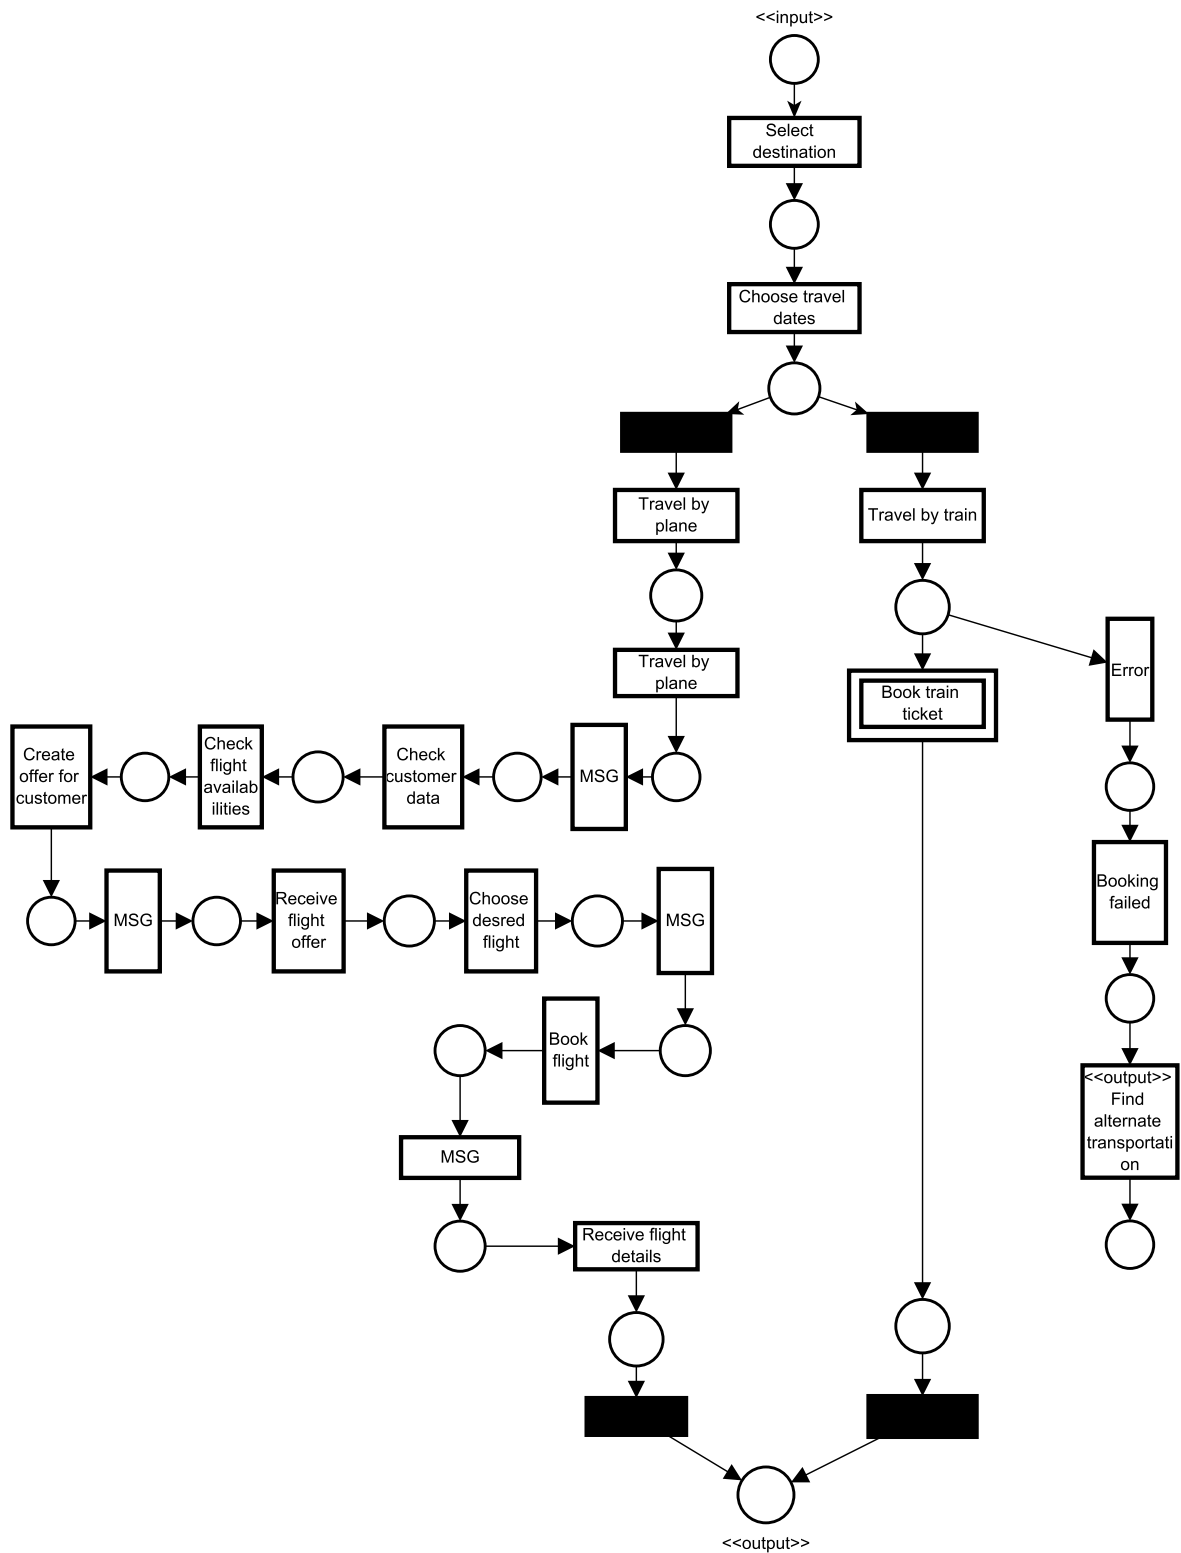 <<input>>
Select
destination
Choose travel
dates
Travel by
plane
Travel by train
Travel by
plane
Error
Book train
ticket
Create
offer for
customer
Check
flight
availab
ilities
Check
customer
data
MSG
MSG
Receive
flight
offer
Choose
desred
flight
MSG
Booking
failed
Book
flight
<<output>>
Find
alternate
transportati
on
MSG
Receive flight
details
<<output>>